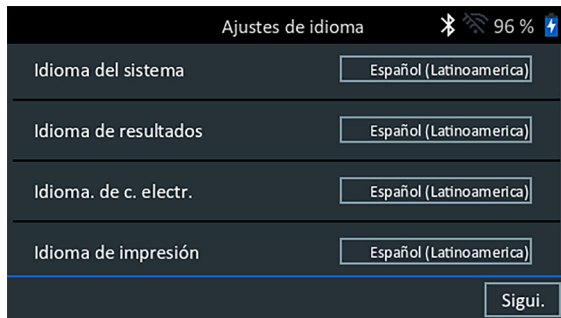 Ajustes de idioma 96 %
Idioma del sistema Español (Latinoamerica)
Idioma de resultados Español (Latinoamerica)
Idioma. de c. electr. Español (Latinoamerica)
Idioma de impresión Español (Latinoamerica)
Sigui.